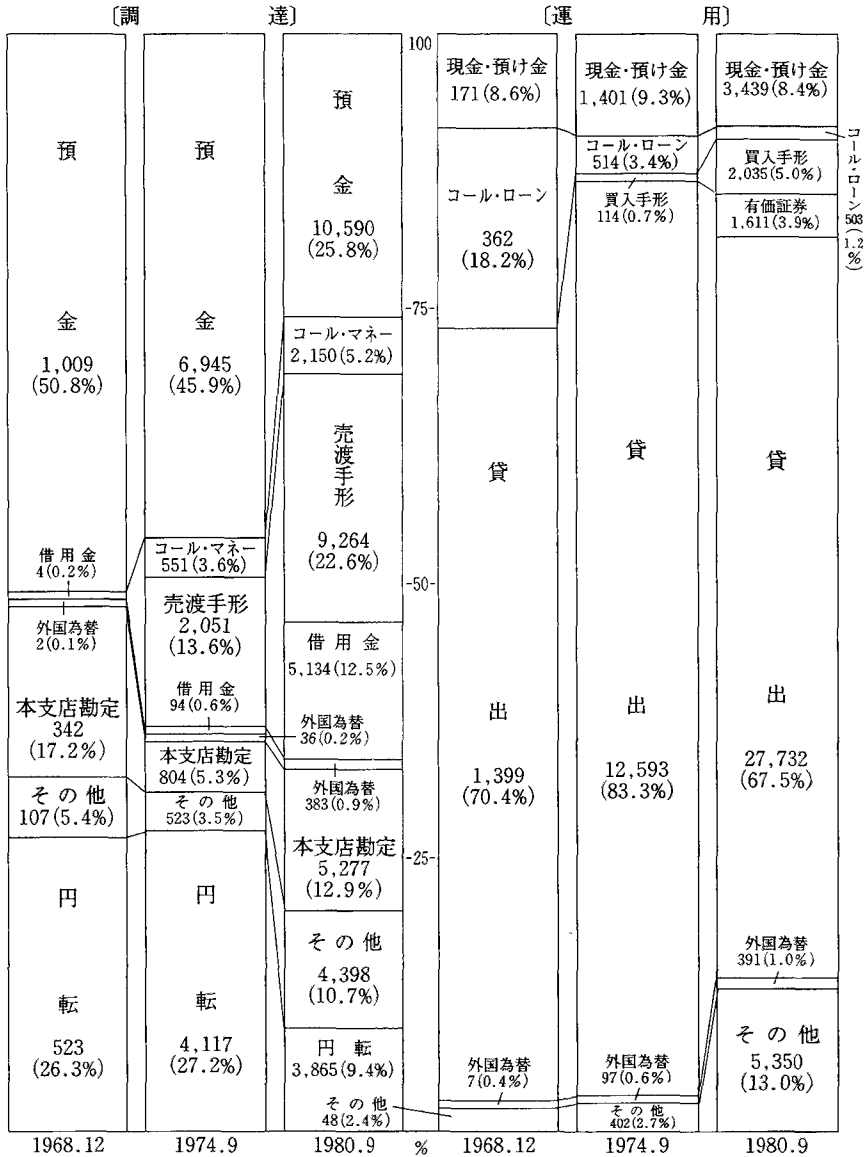 〔調達〕
預金
1,009
(50.8%)
借用金
4(0.2%)
外国為替
2(0.1%)
本支店勘定
342
(17.2%)
その他
107(5.4%)
円転
523
(26.3%)
1968.12
預金
6,945
(45.9%)
コール・マネー
551(3.6%)
売渡手形
2,051
(13.6%)
借用金
94(0.6%)
外国為替
36(0.2%)
本支店勘定
804(5.3%)
その他
523(3.5%)
円転
4,117
(27.2%)
1974.9
預金
10,590
(25.8%)
コール・マネー
2,150(5.2%)
売渡手形
9,264
(22.6%)
借用金
5,134(12.5%)
外国為替
383(0.9%)
本支店勘定
5,277
(12.9%)
その他
4,398
(10.7%)
円転
3,865(9.4%)
1980.9
100
-75-
-50-
-25-
%
〔運用〕
現金・預け金
171(8.6%)
コール・ローン
362
(18.2%)
貸出
1,399
(70.4%)
外国為替
7(0.4%)
その他
48(2.4%)
1968.12
現金・預け金
1,401(9.3%)
コール・ローン
514(3.4%)
買入手形
114(0.7%)
貸出
12,593
(83.3%)
外国為替
97(0.6%)
その他
402(2.7%)
1974.9
現金・預け金
3,439(8.4%)
コール・ローン503(1.2%)
買入手形
2,035(5.0%)
有価証券
1,611(3.9%)
貸出
27,732
(67.5%)
外国為替
391(1.0%)
その他
5,350
(13.0%)
1980.9